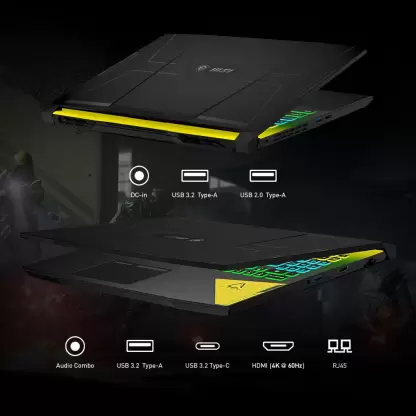 msi
DC-in
USB 3.2 Type-A
USB 2.0 Type-A
Audio Combo
USB 3.2 Type-A
USB 3.2 Type-C
HDMI (4K @ 60Hz)
RJ45